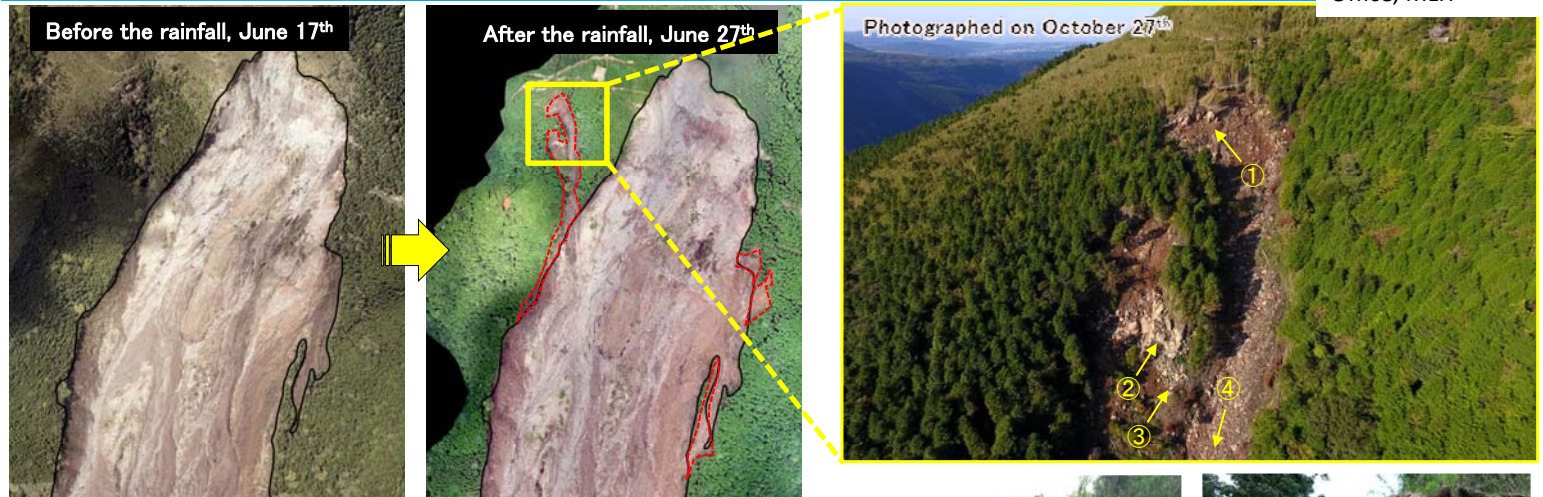 Before the rainfall, June 17th
After the rainfall, June 27th
Photographed on October 27th
①
②
③
④